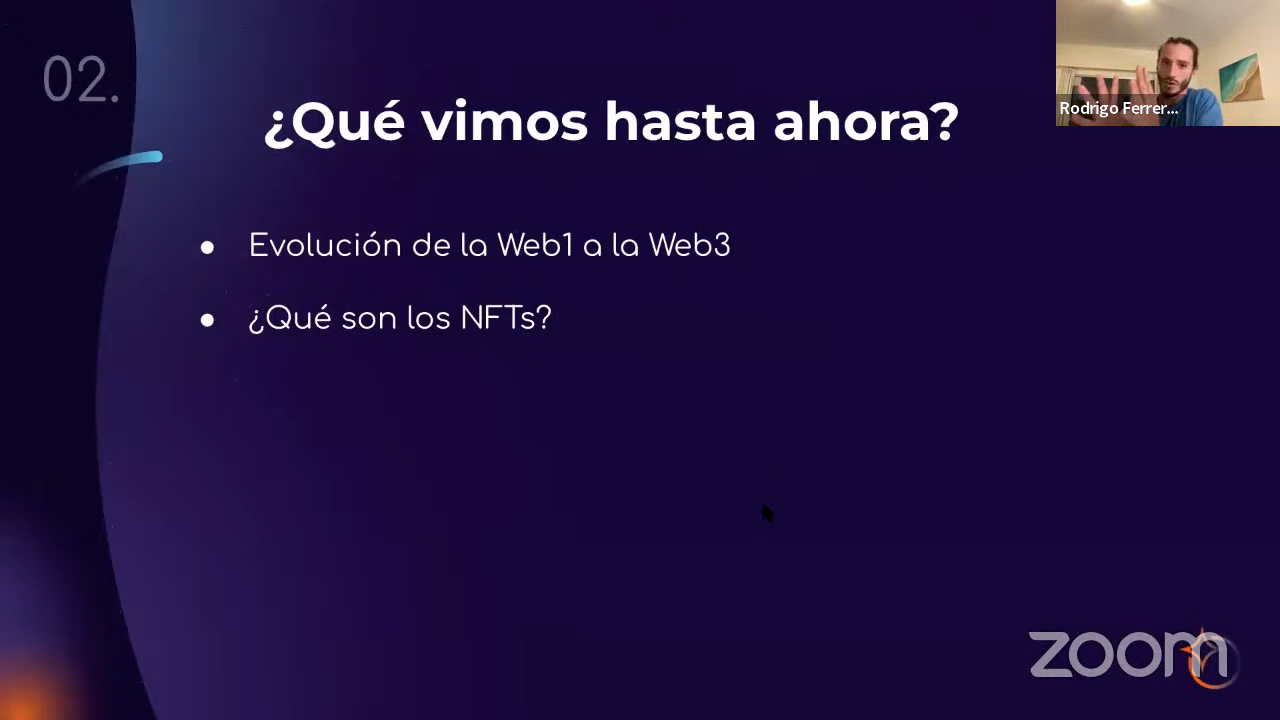 02.
¿Qué vimos hasta ahora?
Rodrigo Ferrer...
● Evolución de la Web1 a la Web3
● ¿Qué son los NFTs?
zoom